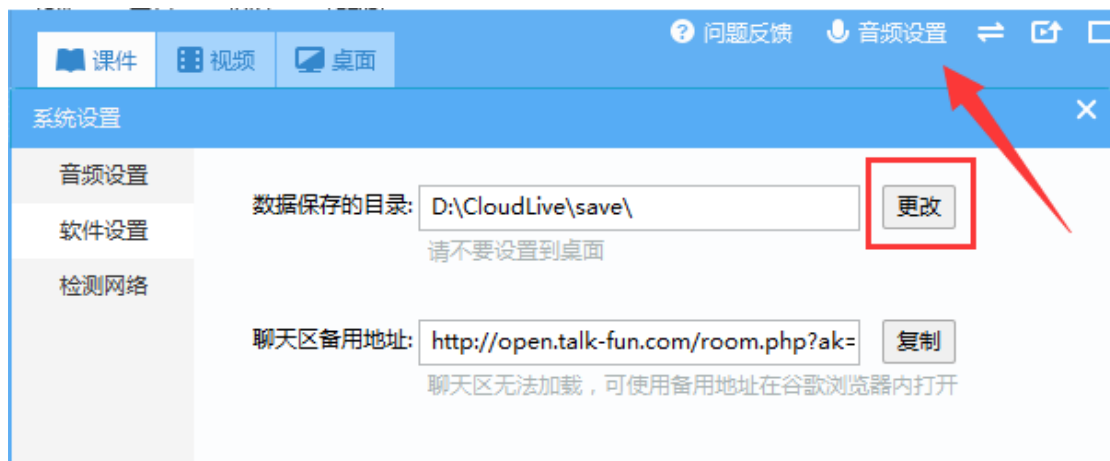 问题反馈 音频设置
课件 视频 桌面
系统设置
音频设置
数据保存的目录: D:\CloudLive\save\ 更改
软件设置
请不要设置到桌面
检测网络
聊天区备用地址: http://open.talk-fun.com/room.php?ak= 复制
聊天区无法加载，可使用备用地址在谷歌浏览器内打开